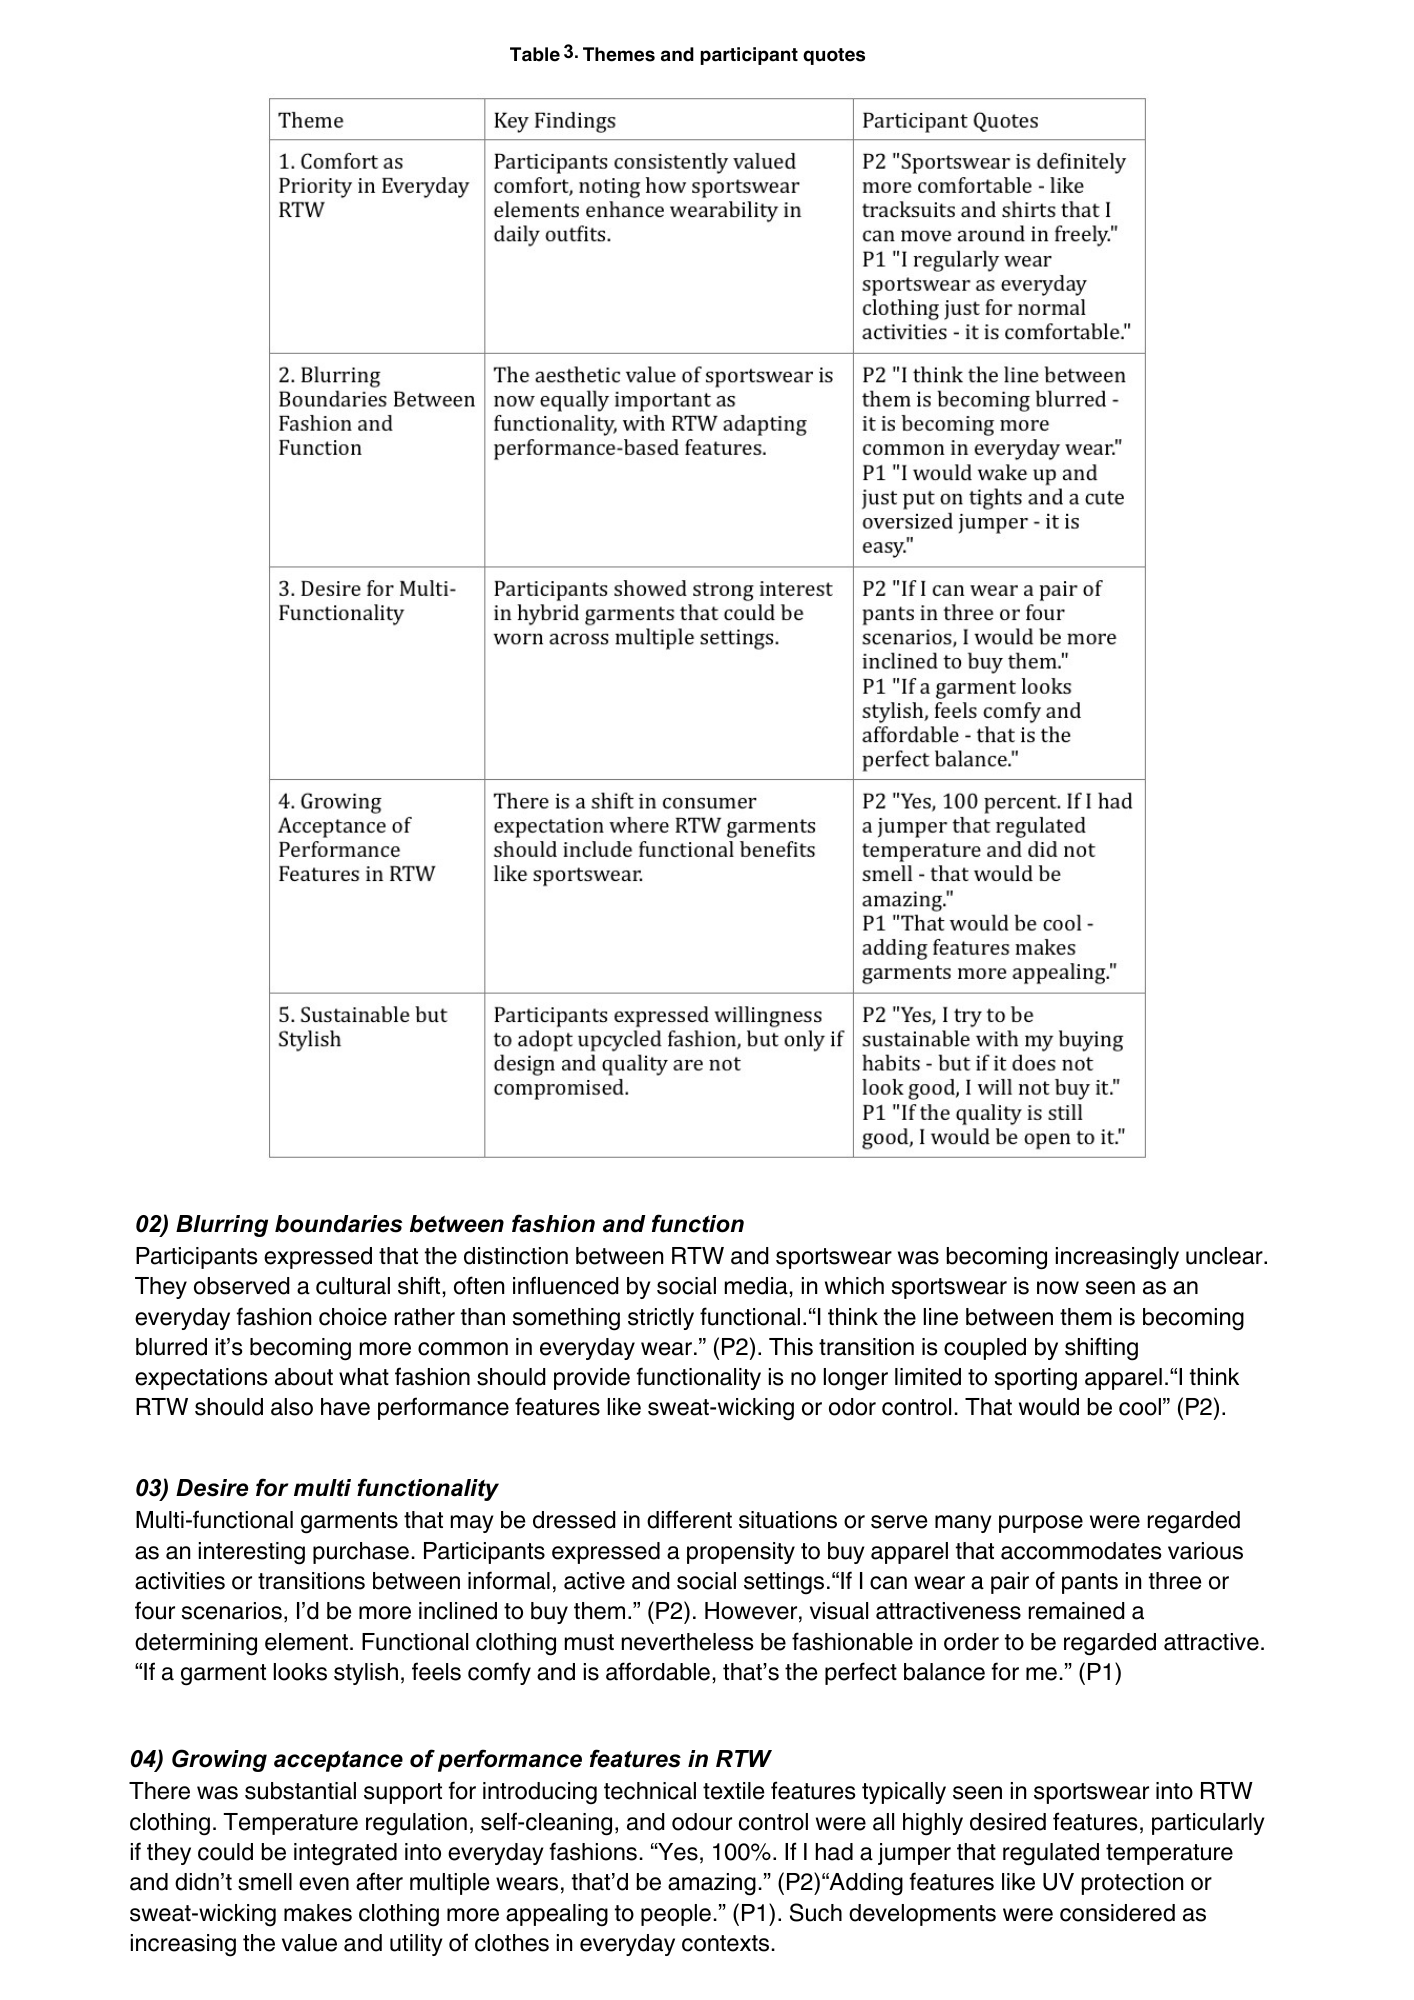 Table 3. Themes and participant quotes
Theme
Key Findings
Participant Quotes
1. Comfort as
Priority in Everyday
RTW
Participants consistently valued
comfort, noting how sportswear
elements enhance wearability in
daily outfits.
P2 "Sportswear is definitely
more comfortable - like
tracksuits and shirts that I
can move around in freely."
P1 "I regularly wear
sportswear as everyday
clothing just for normal
activities - it is comfortable."
2. Blurring
Boundaries Between
Fashion and
Function
The aesthetic value of sportswear is
now equally important as
functionality, with RTW adapting
performance-based features.
P2 "I think the line between
them is becoming blurred -
it is becoming more
common in everyday wear."
P1 "I would wake up and
just put on tights and a cute
oversized jumper - it is
easy."
3. Desire for Multi-
Functionality
Participants showed strong interest
in hybrid garments that could be
worn across multiple settings.
P2 "If I can wear a pair of
pants in three or four
scenarios, I would be more
inclined to buy them."
P1 "If a garment looks
stylish, feels comfy and
affordable - that is the
perfect balance."
4. Growing
Acceptance of
Performance
Features in RTW
There is a shift in consumer
expectation where RTW garments
should include functional benefits
like sportswear.
P2 "Yes, 100 percent. If I had
a jumper that regulated
temperature and did not
smell - that would be
amazing."
P1 "That would be cool -
adding features makes
garments more appealing."
5. Sustainable but
Stylish
Participants expressed willingness
to adopt upcycled fashion, but only if
design and quality are not
compromised.
P2 "Yes, I try to be
sustainable with my buying
habits - but if it does not
look good, I will not buy it."
P1 "If the quality is still
good, I would be open to it."
02) Blurring boundaries between fashion and function
Participants expressed that the distinction between RTW and sportswear was becoming increasingly unclear.
They observed a cultural shift, often influenced by social media, in which sportswear is now seen as an
everyday fashion choice rather than something strictly functional.“I think the line between them is becoming
blurred it’s becoming more common in everyday wear.” (P2). This transition is coupled by shifting
expectations about what fashion should provide functionality is no longer limited to sporting apparel.“I think
RTW should also have performance features like sweat-wicking or odor control. That would be cool” (P2).
03) Desire for multi functionality
Multi-functional garments that may be dressed in different situations or serve many purpose were regarded
as an interesting purchase. Participants expressed a propensity to buy apparel that accommodates various
activities or transitions between informal, active and social settings.“If I can wear a pair of pants in three or
four scenarios, I’d be more inclined to buy them.” (P2). However, visual attractiveness remained a
determining element. Functional clothing must nevertheless be fashionable in order to be regarded attractive.
“If a garment looks stylish, feels comfy and is affordable, that’s the perfect balance for me.” (P1)
04) Growing acceptance of performance features in RTW
There was substantial support for introducing technical textile features typically seen in sportswear into RTW
clothing. Temperature regulation, self-cleaning, and odour control were all highly desired features, particularly
if they could be integrated into everyday fashions. “Yes, 100%. If I had a jumper that regulated temperature
and didn’t smell even after multiple wears, that’d be amazing.” (P2)“Adding features like UV protection or
sweat-wicking makes clothing more appealing to people.” (P1). Such developments were considered as
increasing the value and utility of clothes in everyday contexts.